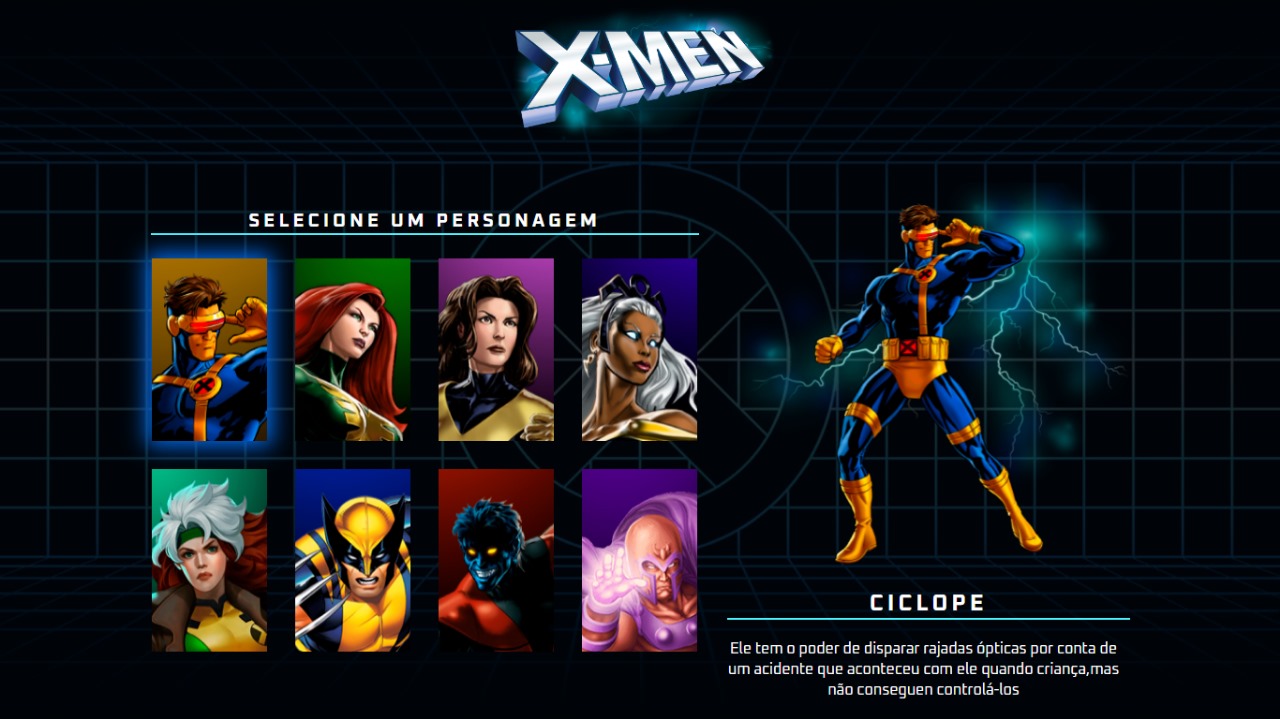 X-MEN
SELECIONE UM PERSONAGEM
CICLOPE
Ele tem o poder de disparar rajadas ópticas por conta de
um acidente que aconteceu com ele quando criança,mas
não conseguen controlá-los